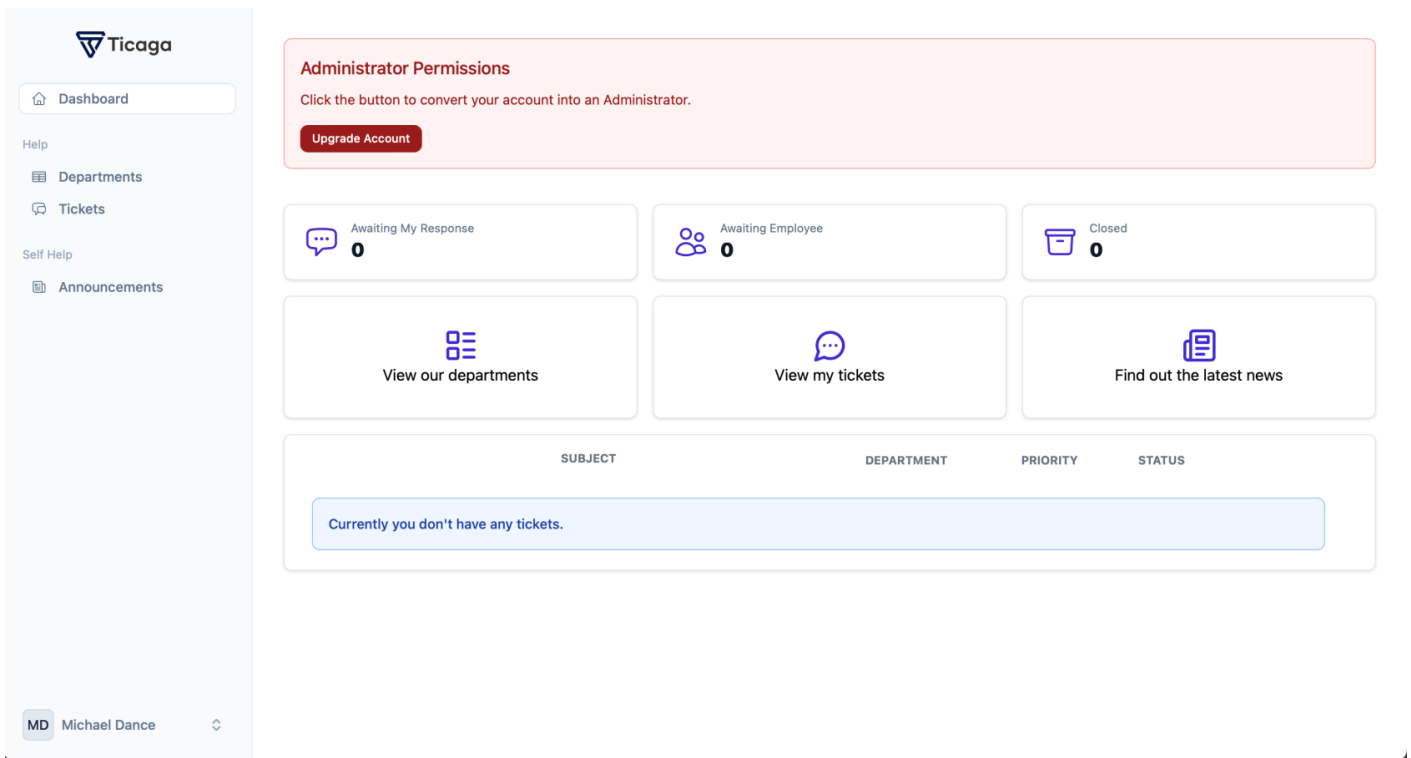 Ticaga
Dashboard
Help
Departments
Tickets
Self Help
Announcements
MD Michael Dance
Administrator Permissions
Click the button to convert your account into an Administrator.
Upgrade Account
Awaiting My Response
0
Awaiting Employee
0
Closed
0
View our departments
View my tickets
Find out the latest news
SUBJECT DEPARTMENT PRIORITY STATUS
Currently you don't have any tickets.